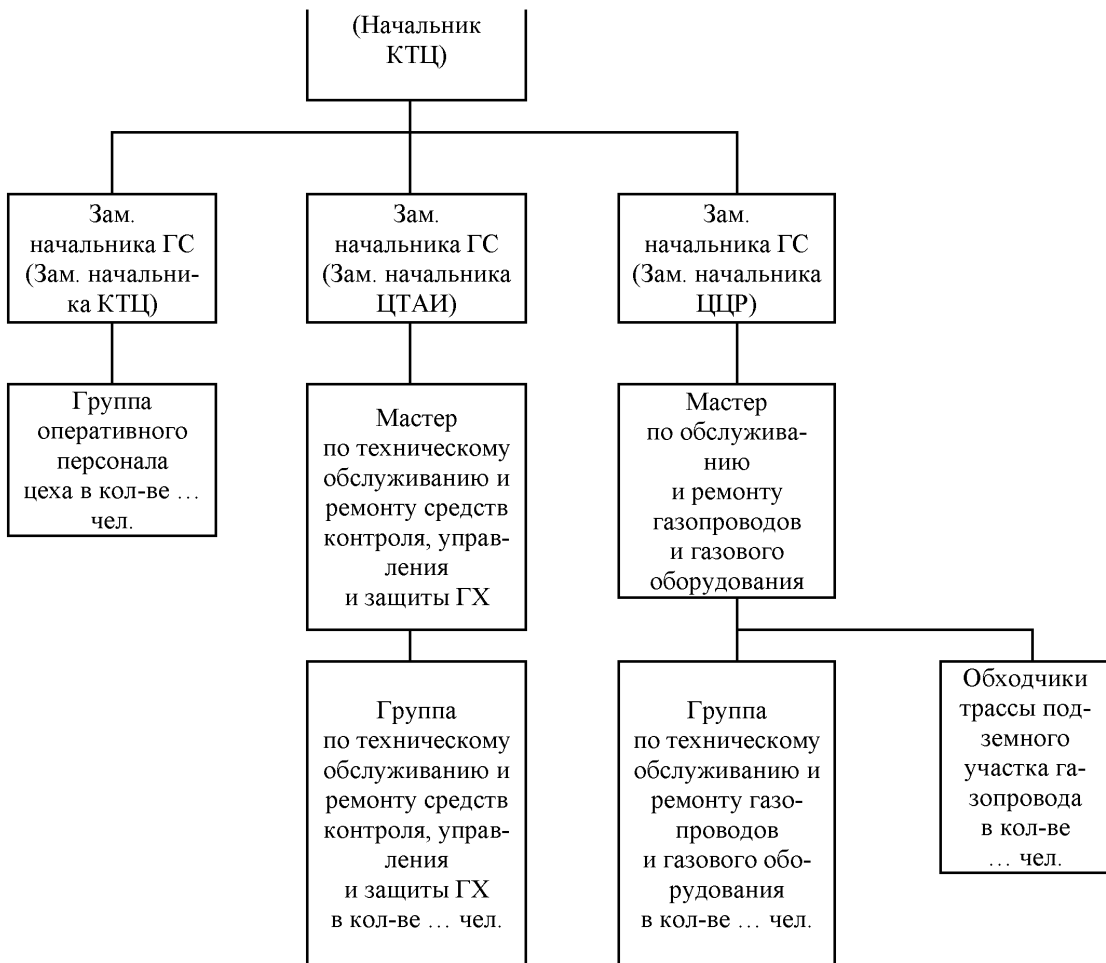 (Начальник
КТЦ)
Зам.
начальника ГС
(Зам. начальни-
ка КТЦ)
Зам.
начальника ГС
(Зам. начальника
ЦТАИ)
Зам.
начальника ГС
(Зам. начальника
ЦЦР)
Группа
оперативного
персонала
цеха в кол-ве …
чел.
Мастер
по техническому
обслуживанию и
ремонту средств
контроля, управ-
ления
и защиты ГХ
Мастер
по обслужива-
нию
и ремонту
газопроводов
и газового
оборудования
Группа
по техническому
обслуживанию и
ремонту средств
контроля, управ-
ления
и защиты ГХ
в кол-ве … чел.
Группа
по техническому
обслуживанию и
ремонту газо-
проводов
и газового обо-
рудования
в кол-ве … чел.
Обходчики
трассы под-
земного
участка га-
зопровода
в кол-ве
… чел.